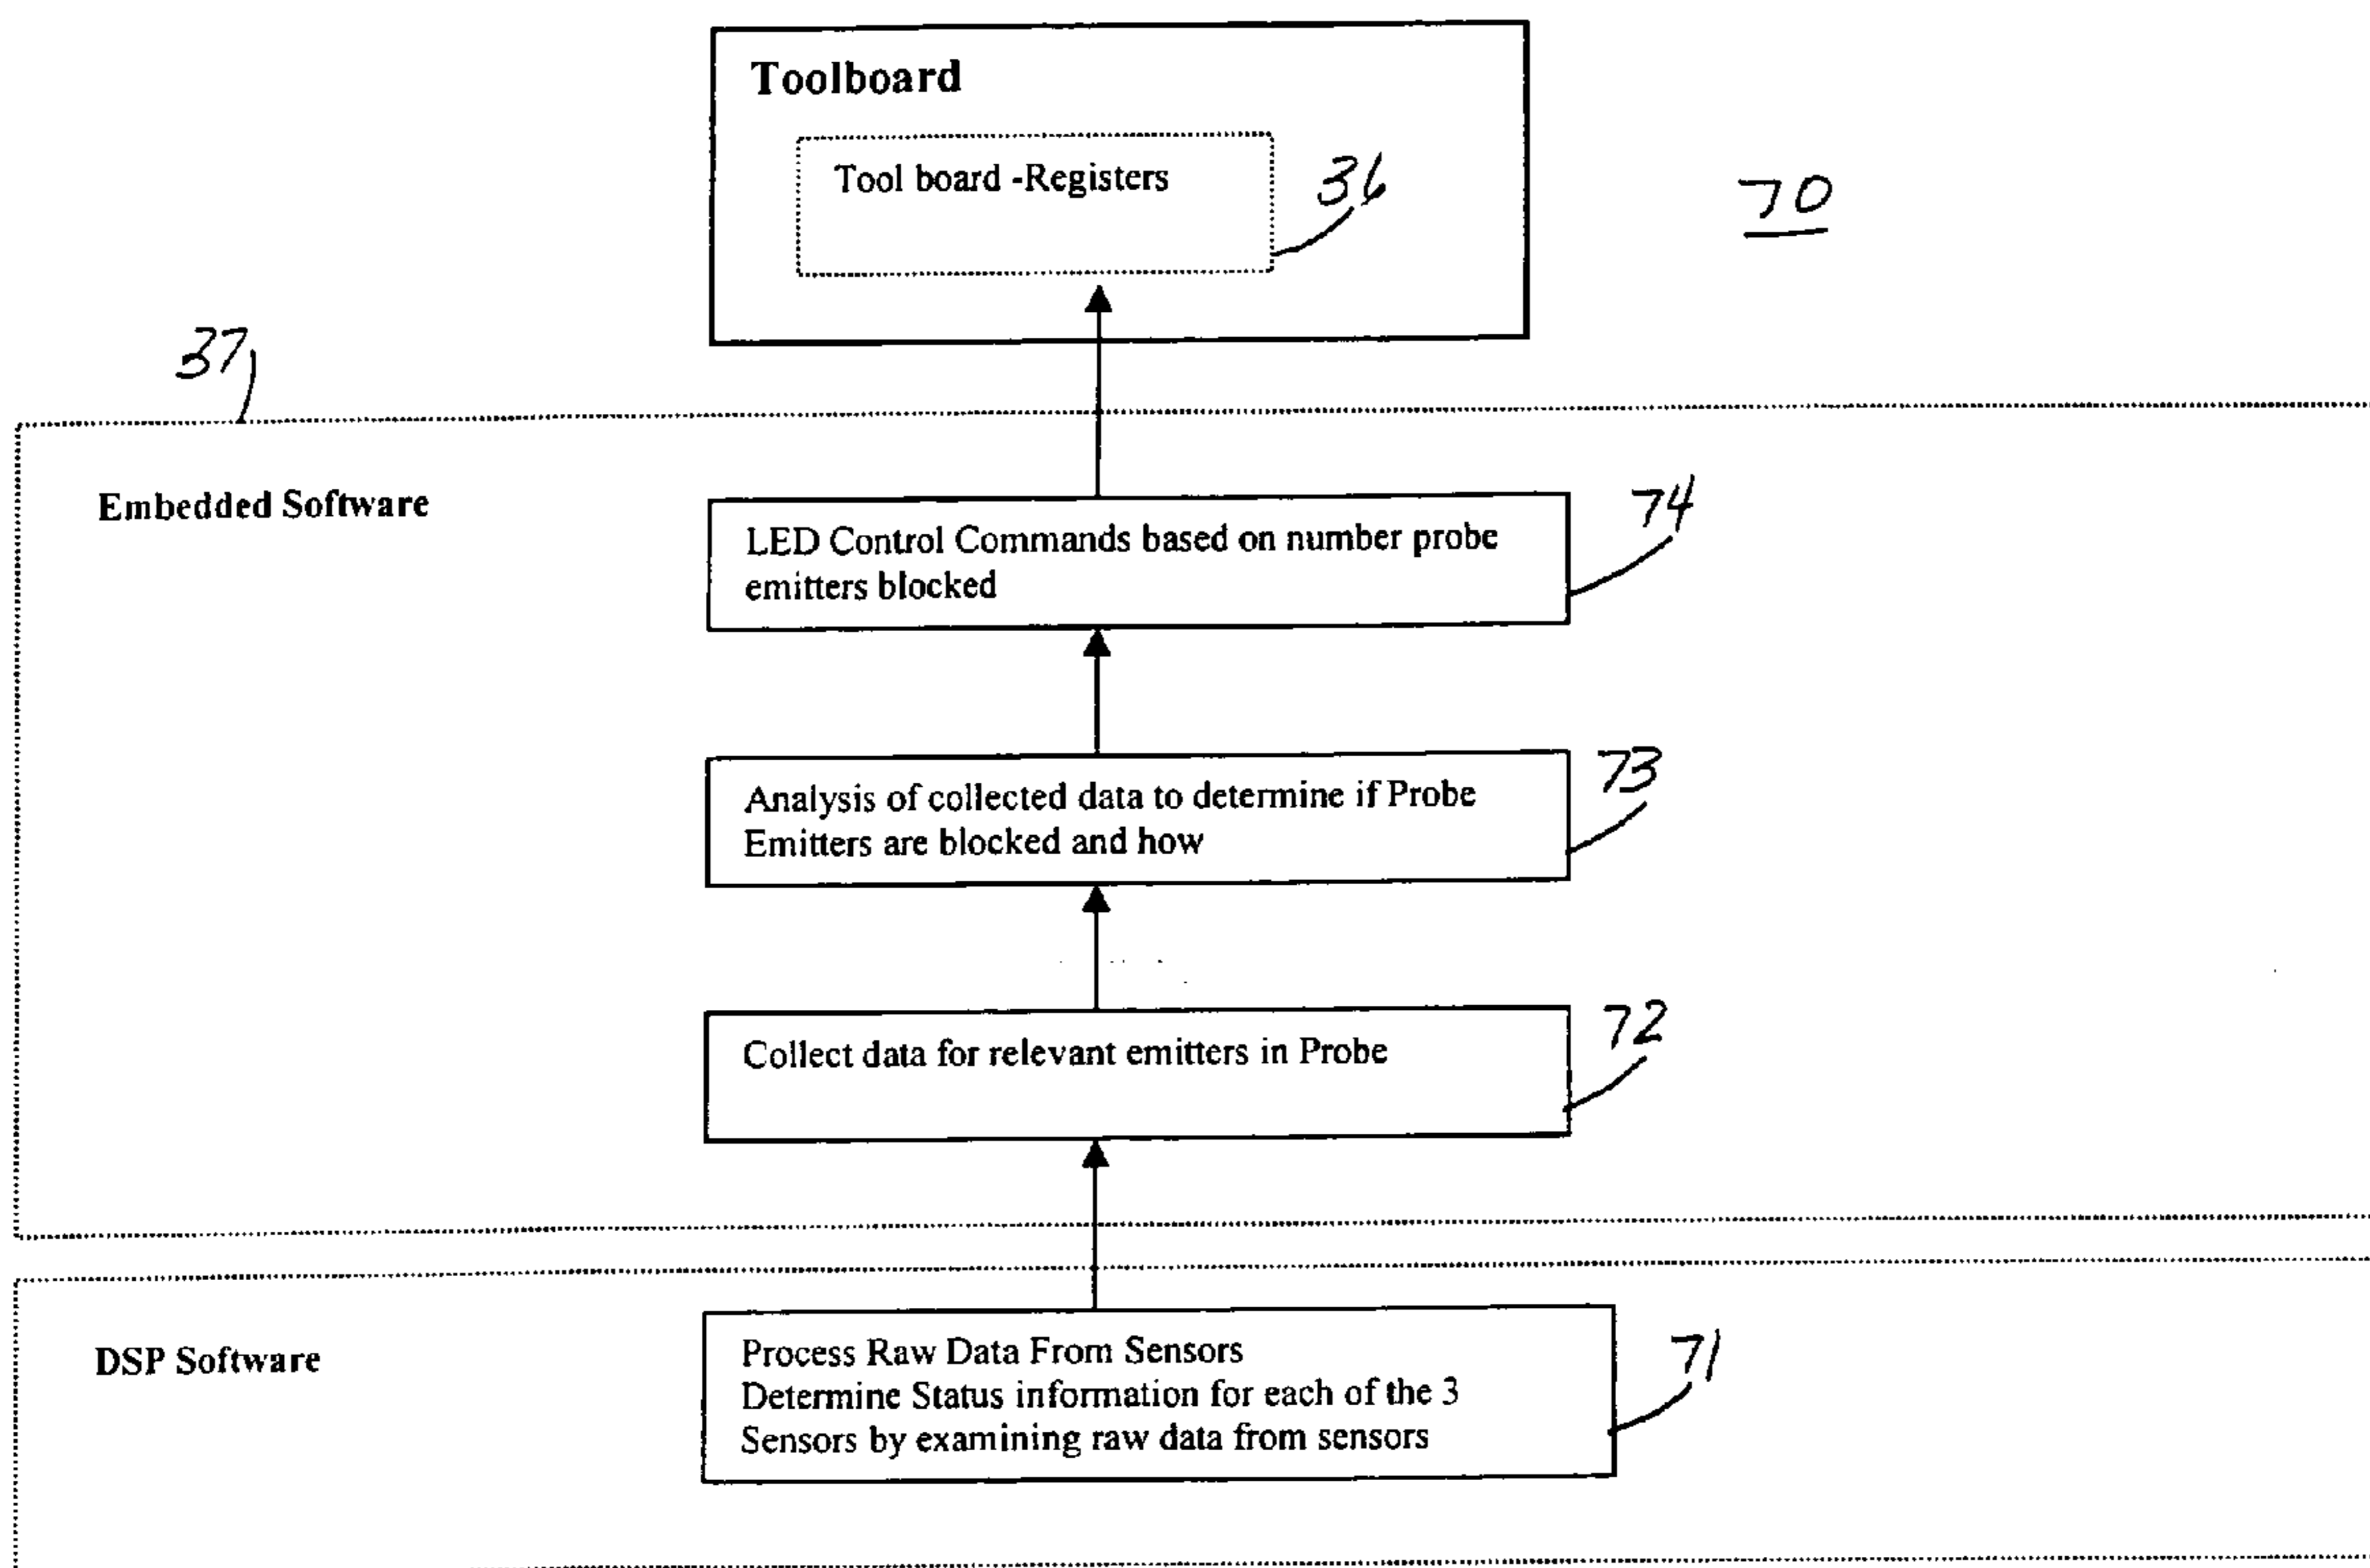 Toolboard
Tool board -Registers
36
70
37
Embedded Software
74
LED Control Commands based on number probe
emitters blocked
73
Analysis of collected data to determine if Probe
Emitters are blocked and how
72
Collect data for relevant emitters in Probe
DSP Software
71
Process Raw Data From Sensors
Determine Status information for each of the 3
Sensors by examining raw data from sensors